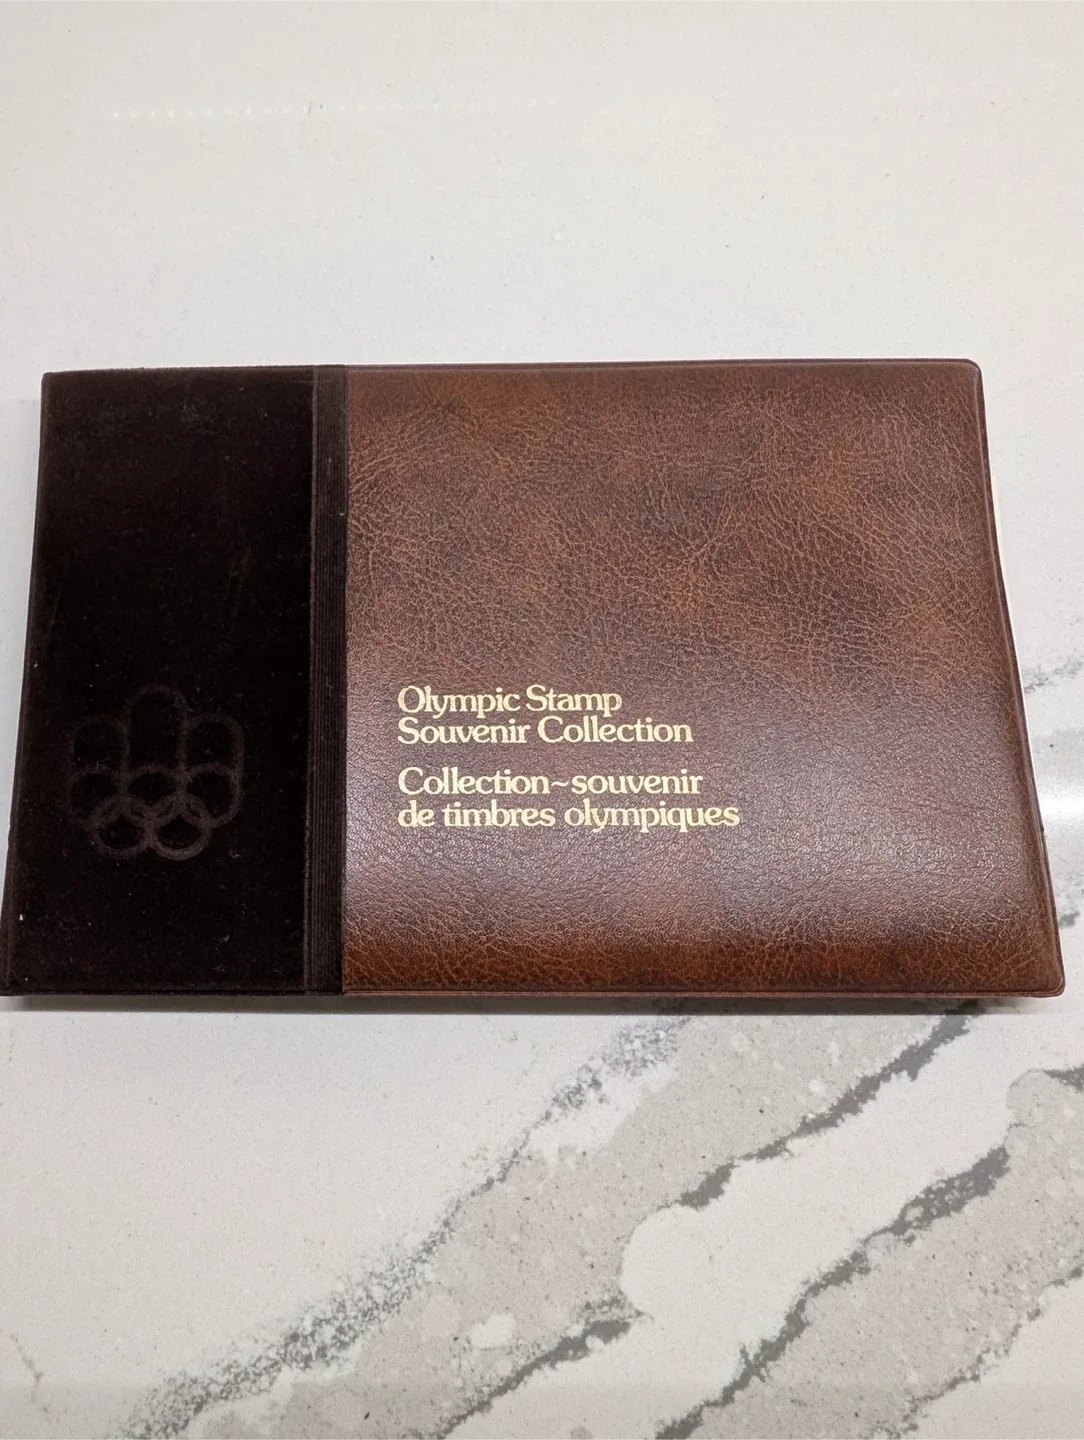 Olympic Stamp
Souvenir Collection
Collection~souvenir
de timbres olympiques